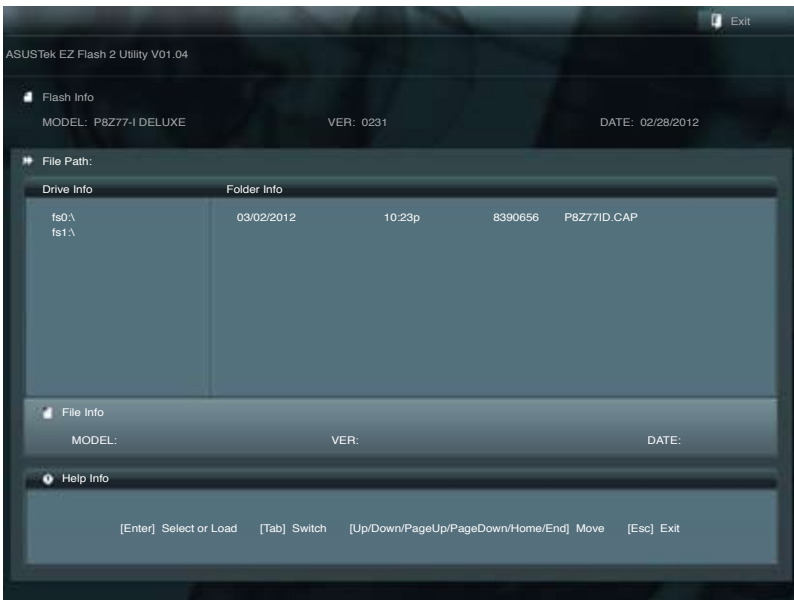 Exit
ASUSTek EZ Flash 2 Utility V01.04
Flash Info
MODEL: P8Z77-I DELUXE VER: 0231 DATE: 02/28/2012
File Path:
Drive Info Folder Info
fs0:\ 03/02/2012 10:23p 8390656 P8Z77ID.CAP
fs1:\
File Info
MODEL: VER: DATE:
Help Info
[Enter] Select or Load [Tab] Switch [Up/Down/PageUp/PageDown/Home/End] Move [Esc] Exit